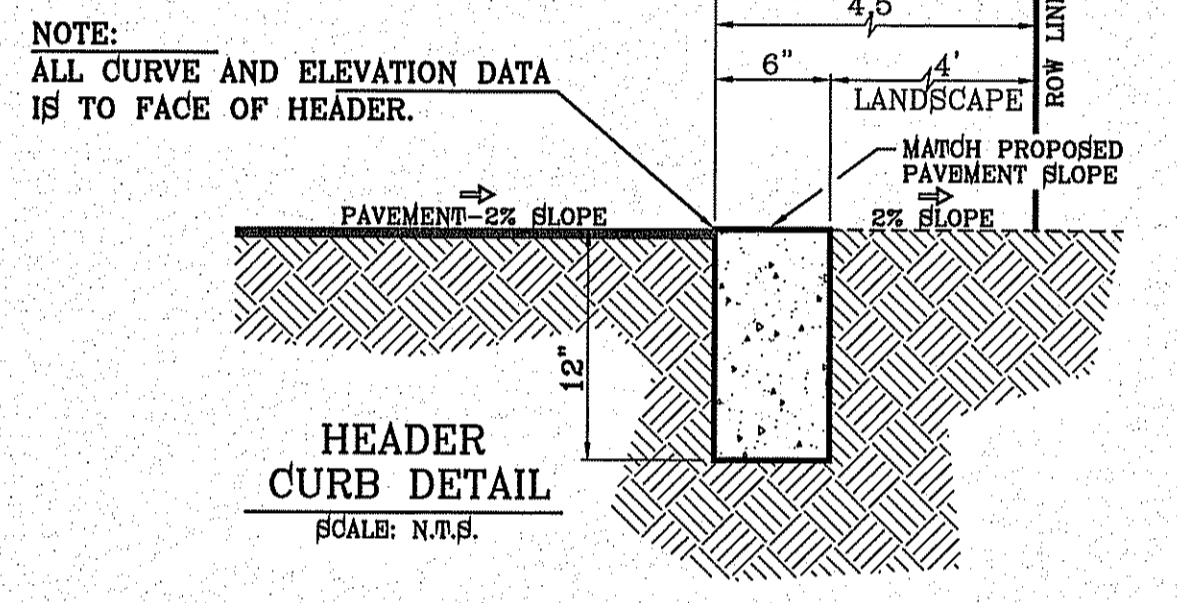 NOTE:
ALL CURVE AND ELEVATION DATA
IS TO FACE OF HEADER.
4,5
6"
4'
LANDSCAPE
ROW LINE
MATCH PROPOSED
PAVEMENT SLOPE
PAVEMENT-2% SLOPE
2% SLOPE
12"
HEADER
CURB DETAIL
SCALE: N.T.S.